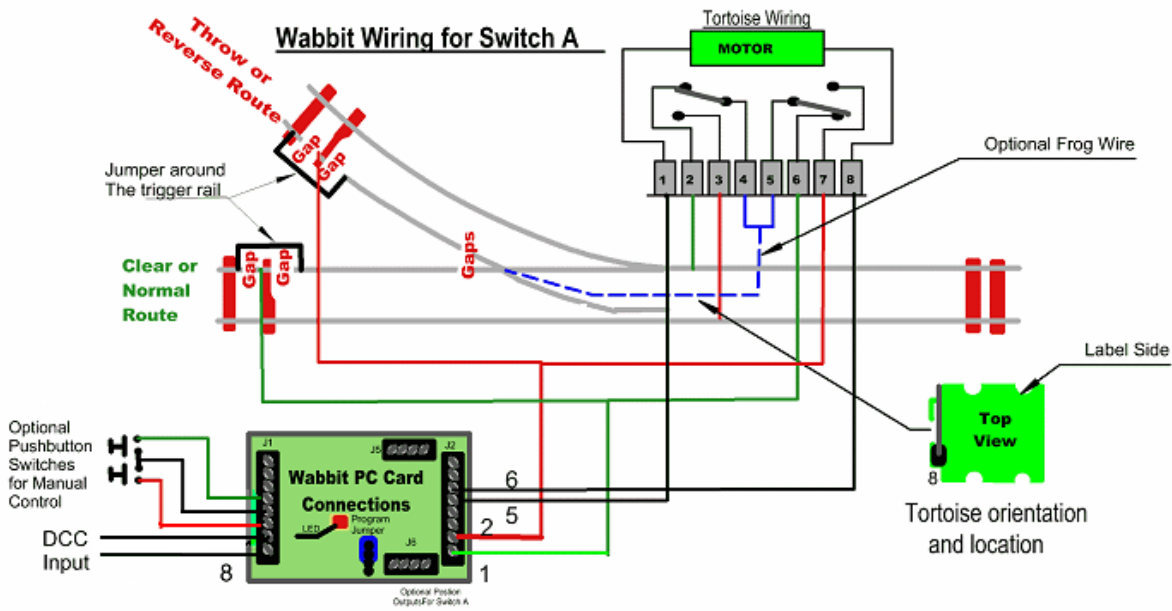 Wabbit Wiring for Switch A
Tortoise Wiring
MOTOR
Throw or
Reverse Route
Gap
Gap
Jumper around
The trigger rail
Optional Frog Wire
1 2 3 4 5 6 7 8
Gaps
Clear or
Normal
Route
Gap
Gap
Label Side
Top
View
8
Tortoise orientation
and location
Optional
Pushbutton
Switches
for Manual
Control
DCC
Input
J1
J5
J2
Wabbit PC Card
Connections
LED
Program
Jumper
J6
6
5
2
1
8
Optional Postion
OutputsFor Switch A